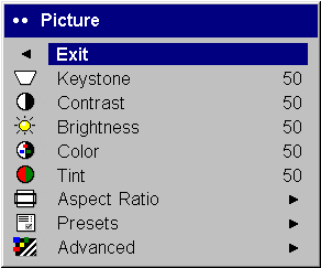 •• Picture
Exit
Keystone 50
Contrast 50
Brightness 50
Color 50
Tint 50
Aspect Ratio
Presets
Advanced